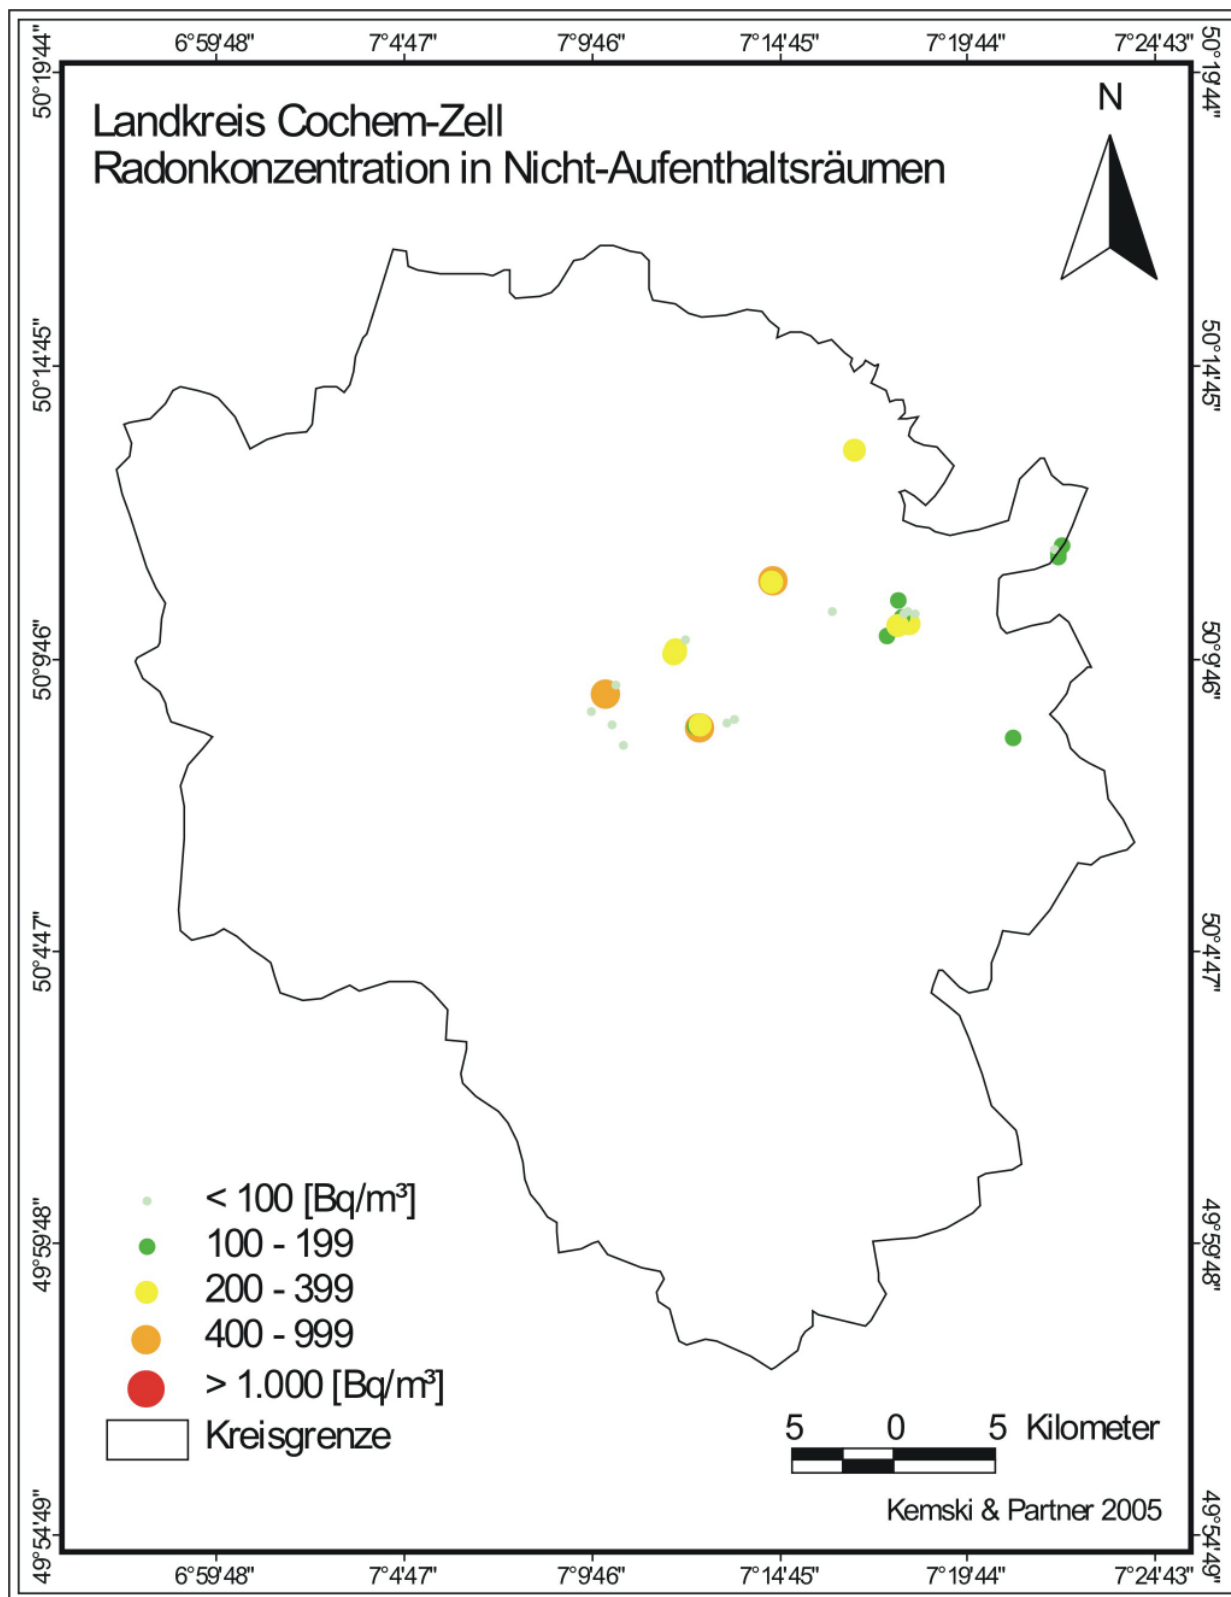 6°59'48" 7°4'47" 7°9'46" 7°14'45" 7°19'44" 7°24'43"
50°19'44" 50°19'44"
N
Landkreis Cochem-Zell
Radonkonzentration in Nicht-Aufenthaltsräumen
50°14'45" 50°14'45"
50°9'46" 50°9'46"
50°4'47" 50°4'47"
< 100 [Bq/m³]
100 - 199
49°59'48" 49°59'48"
200 - 399
400 - 999
> 1.000 [Bq/m³]
Kreisgrenze
5 0 5 Kilometer
Kemski & Partner 2005
49°54'49" 49°54'49"
6°59'48" 7°4'47" 7°9'46" 7°14'45" 7°19'44" 7°24'43"